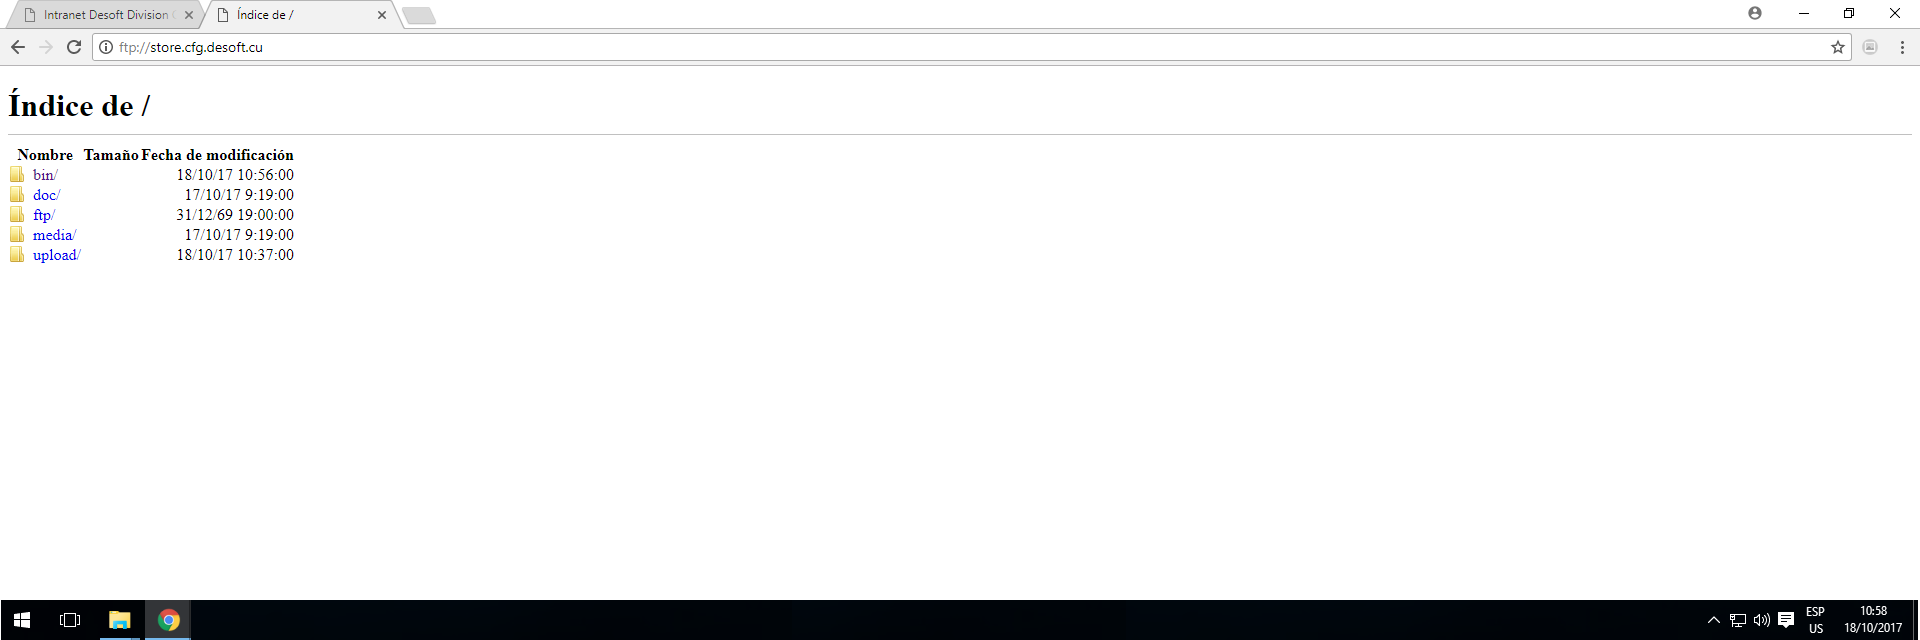 Intranet Desoft Division
Índice de /
ftp://store.cfg.desoft.cu
Índice de /
Nombre Tamaño Fecha de modificación
bin/ 18/10/17 10:56:00
doc/ 17/10/17 9:19:00
ftp/ 31/12/69 19:00:00
media/ 17/10/17 9:19:00
upload/ 18/10/17 10:37:00
ESP
US
10:58
18/10/2017